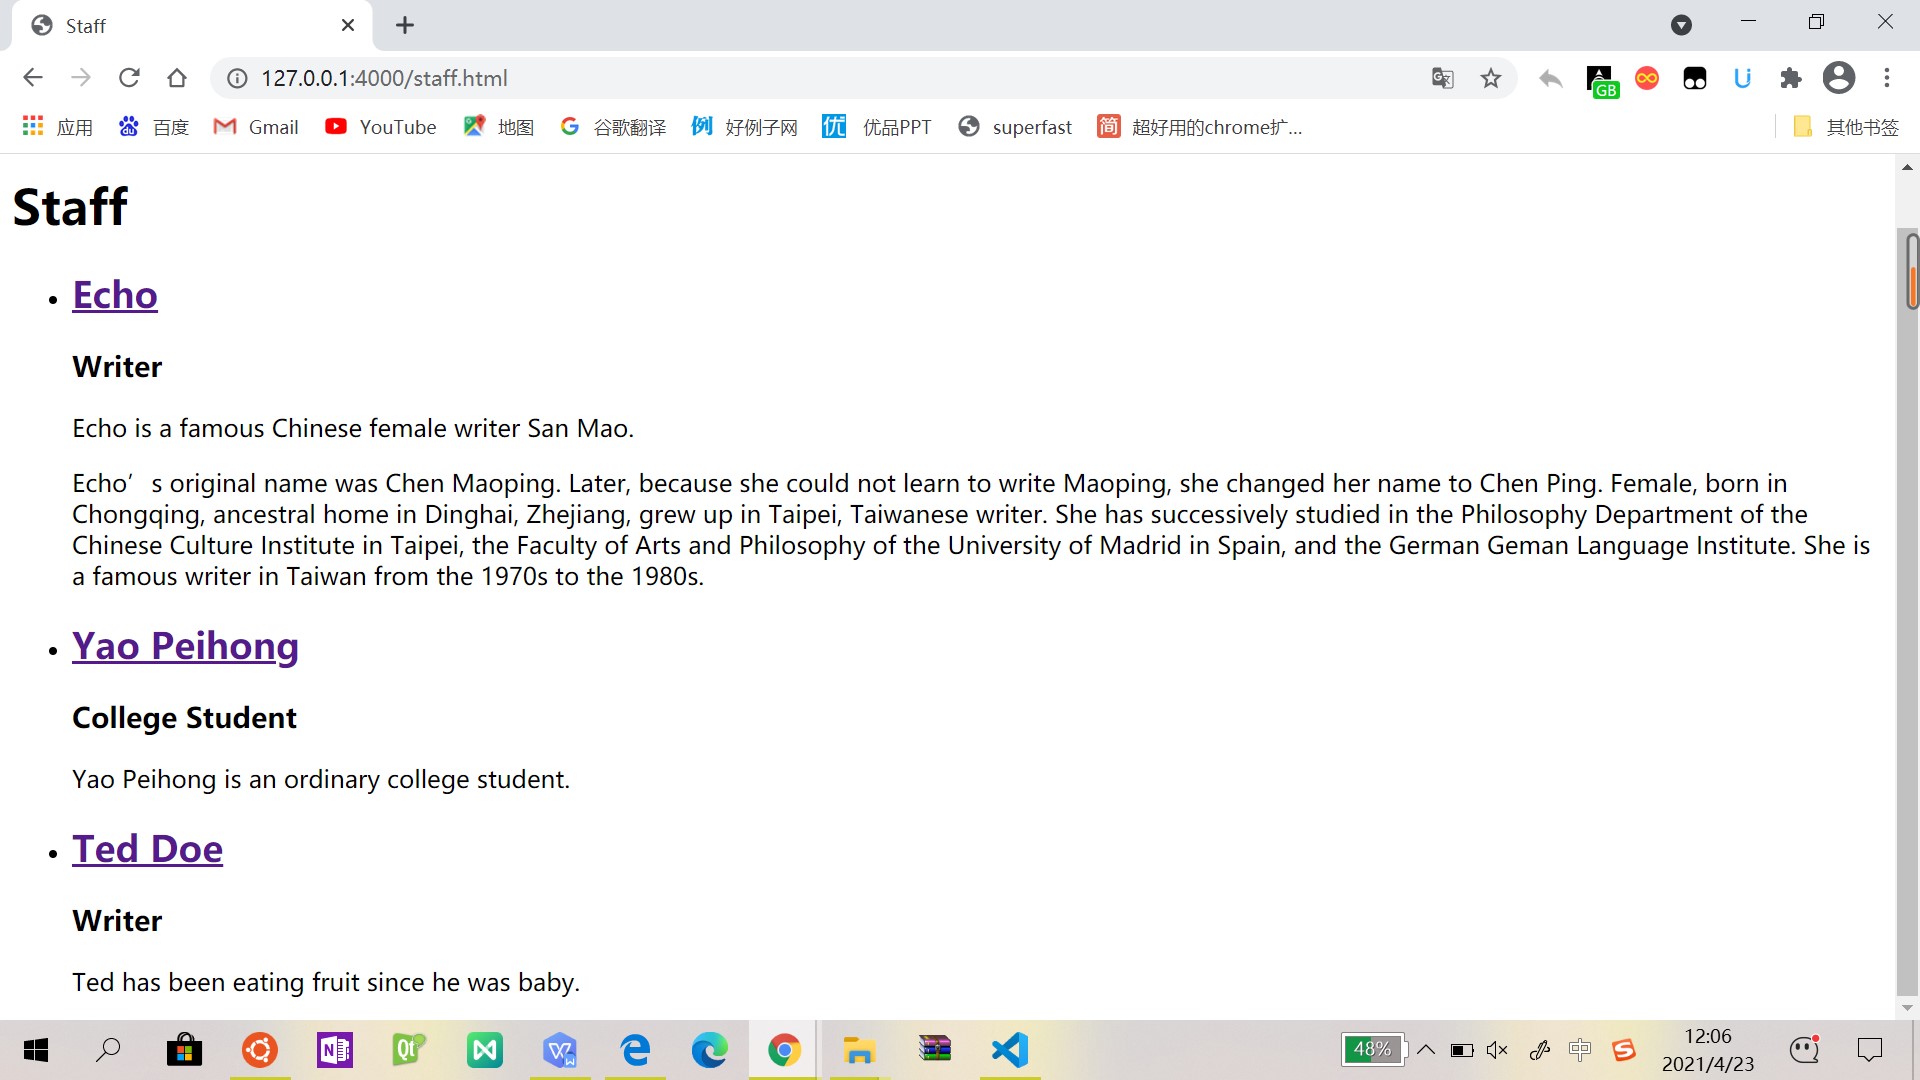 Staff
127.0.0.1:4000/staff.html
GB
应用
百度
Gmail
YouTube
地图
谷歌翻译
例 好例子网
优 优品PPT
superfast
简 超好用的chrome扩...
其他书签
Staff
Echo
Writer
Echo is a famous Chinese female writer San Mao.
Echo’s original name was Chen Maoping. Later, because she could not learn to write Maoping, she changed her name to Chen Ping. Female, born in
Chongqing, ancestral home in Dinghai, Zhejiang, grew up in Taipei, Taiwanese writer. She has successively studied in the Philosophy Department of the
Chinese Culture Institute in Taipei, the Faculty of Arts and Philosophy of the University of Madrid in Spain, and the German Geman Language Institute. She is
a famous writer in Taiwan from the 1970s to the 1980s.
Yao Peihong
College Student
Yao Peihong is an ordinary college student.
Ted Doe
Writer
Ted has been eating fruit since he was baby.
48%
中
12:06
2021/4/23